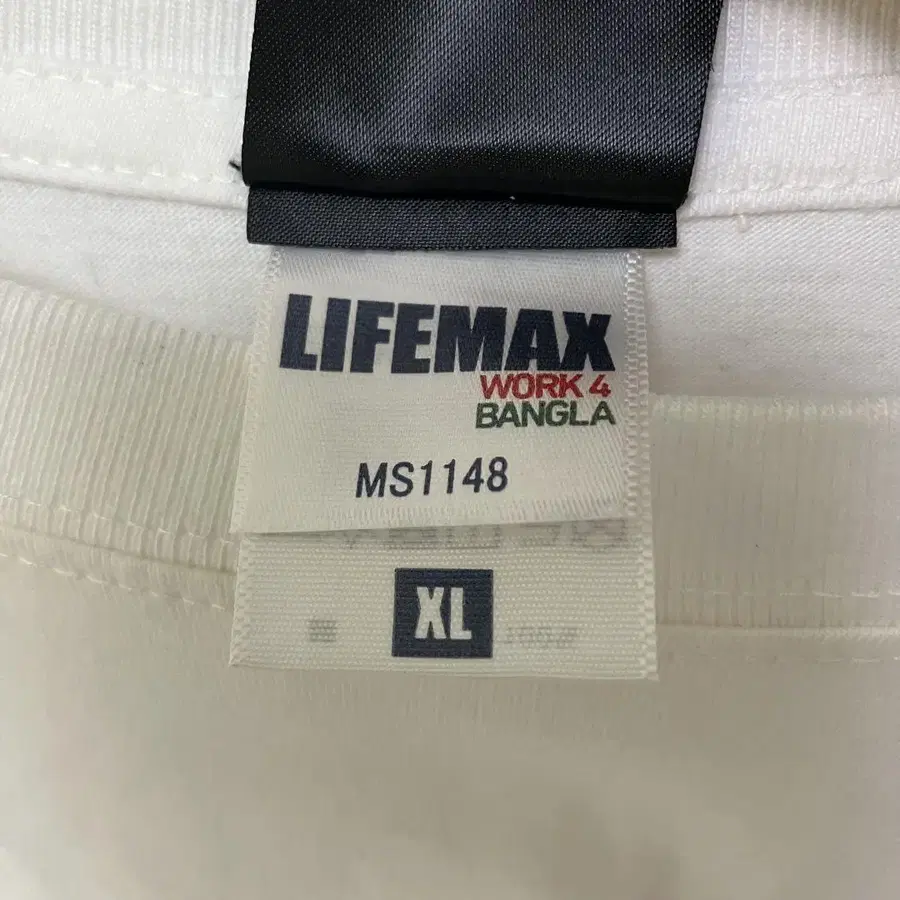 LIFEMAX
WORK 4
BANGLA
MS1148
XL